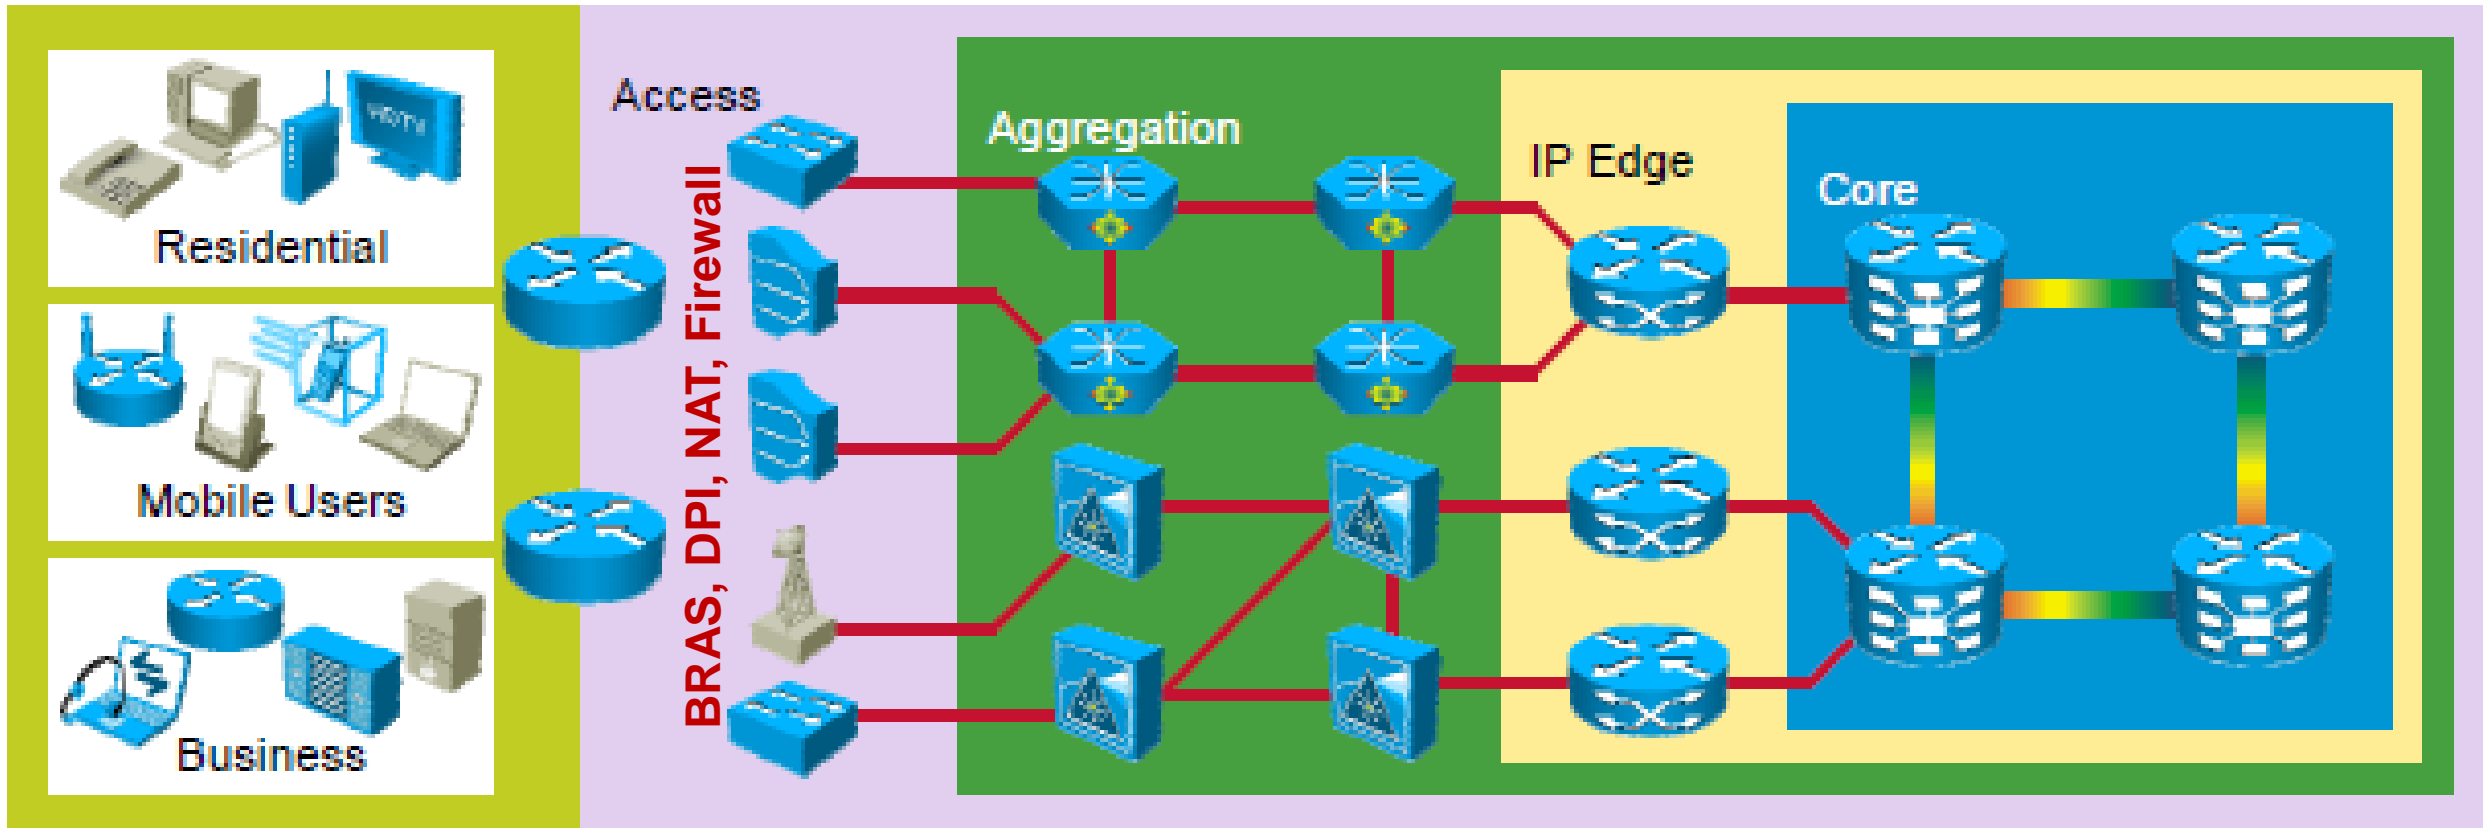 Residential
Mobile Users
Business
Access
BRAS, DPI, NAT, Firewall
Aggregation
IP Edge
Core
HDTV